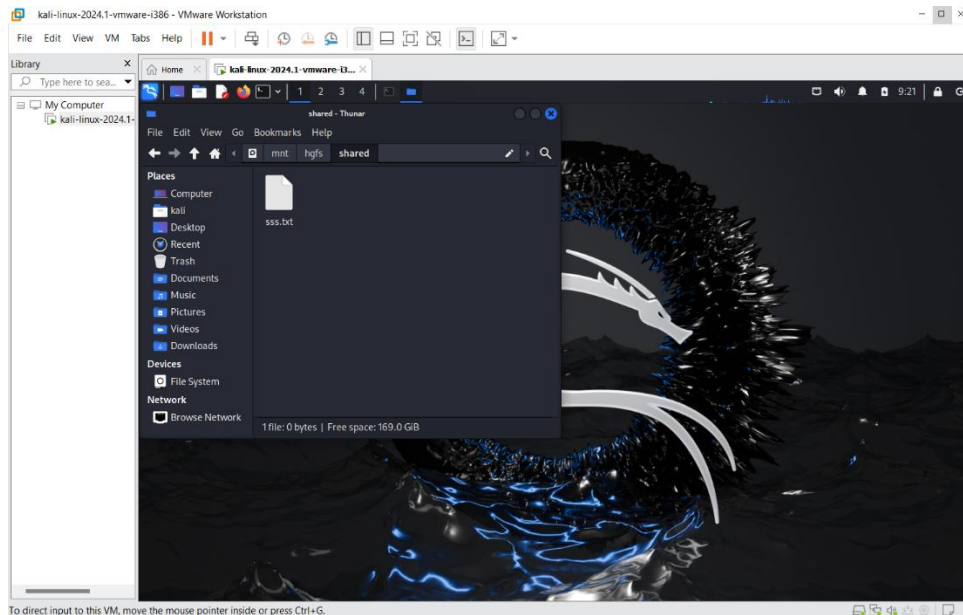 kali-linux-2024.1-vmware-i386 - VMware Workstation
File Edit View VM Tabs Help
Library X
Home kali-linux-2024.1-vmware-i3...
Type here to sea...
1 2 3 4 9:21
My Computer
kali-linux-2024.1-
shared - Thunar
File Edit View Go Bookmarks Help
mnt hgfs shared
Places
Computer
kali
Desktop
Recent
Trash
Documents
Music
Pictures
Videos
Downloads
Devices
File System
Network
Browse Network
sss.txt
1 file: 0 bytes | Free space: 169.0 GiB
To direct input to this VM, move the mouse pointer inside or press Ctrl+G.